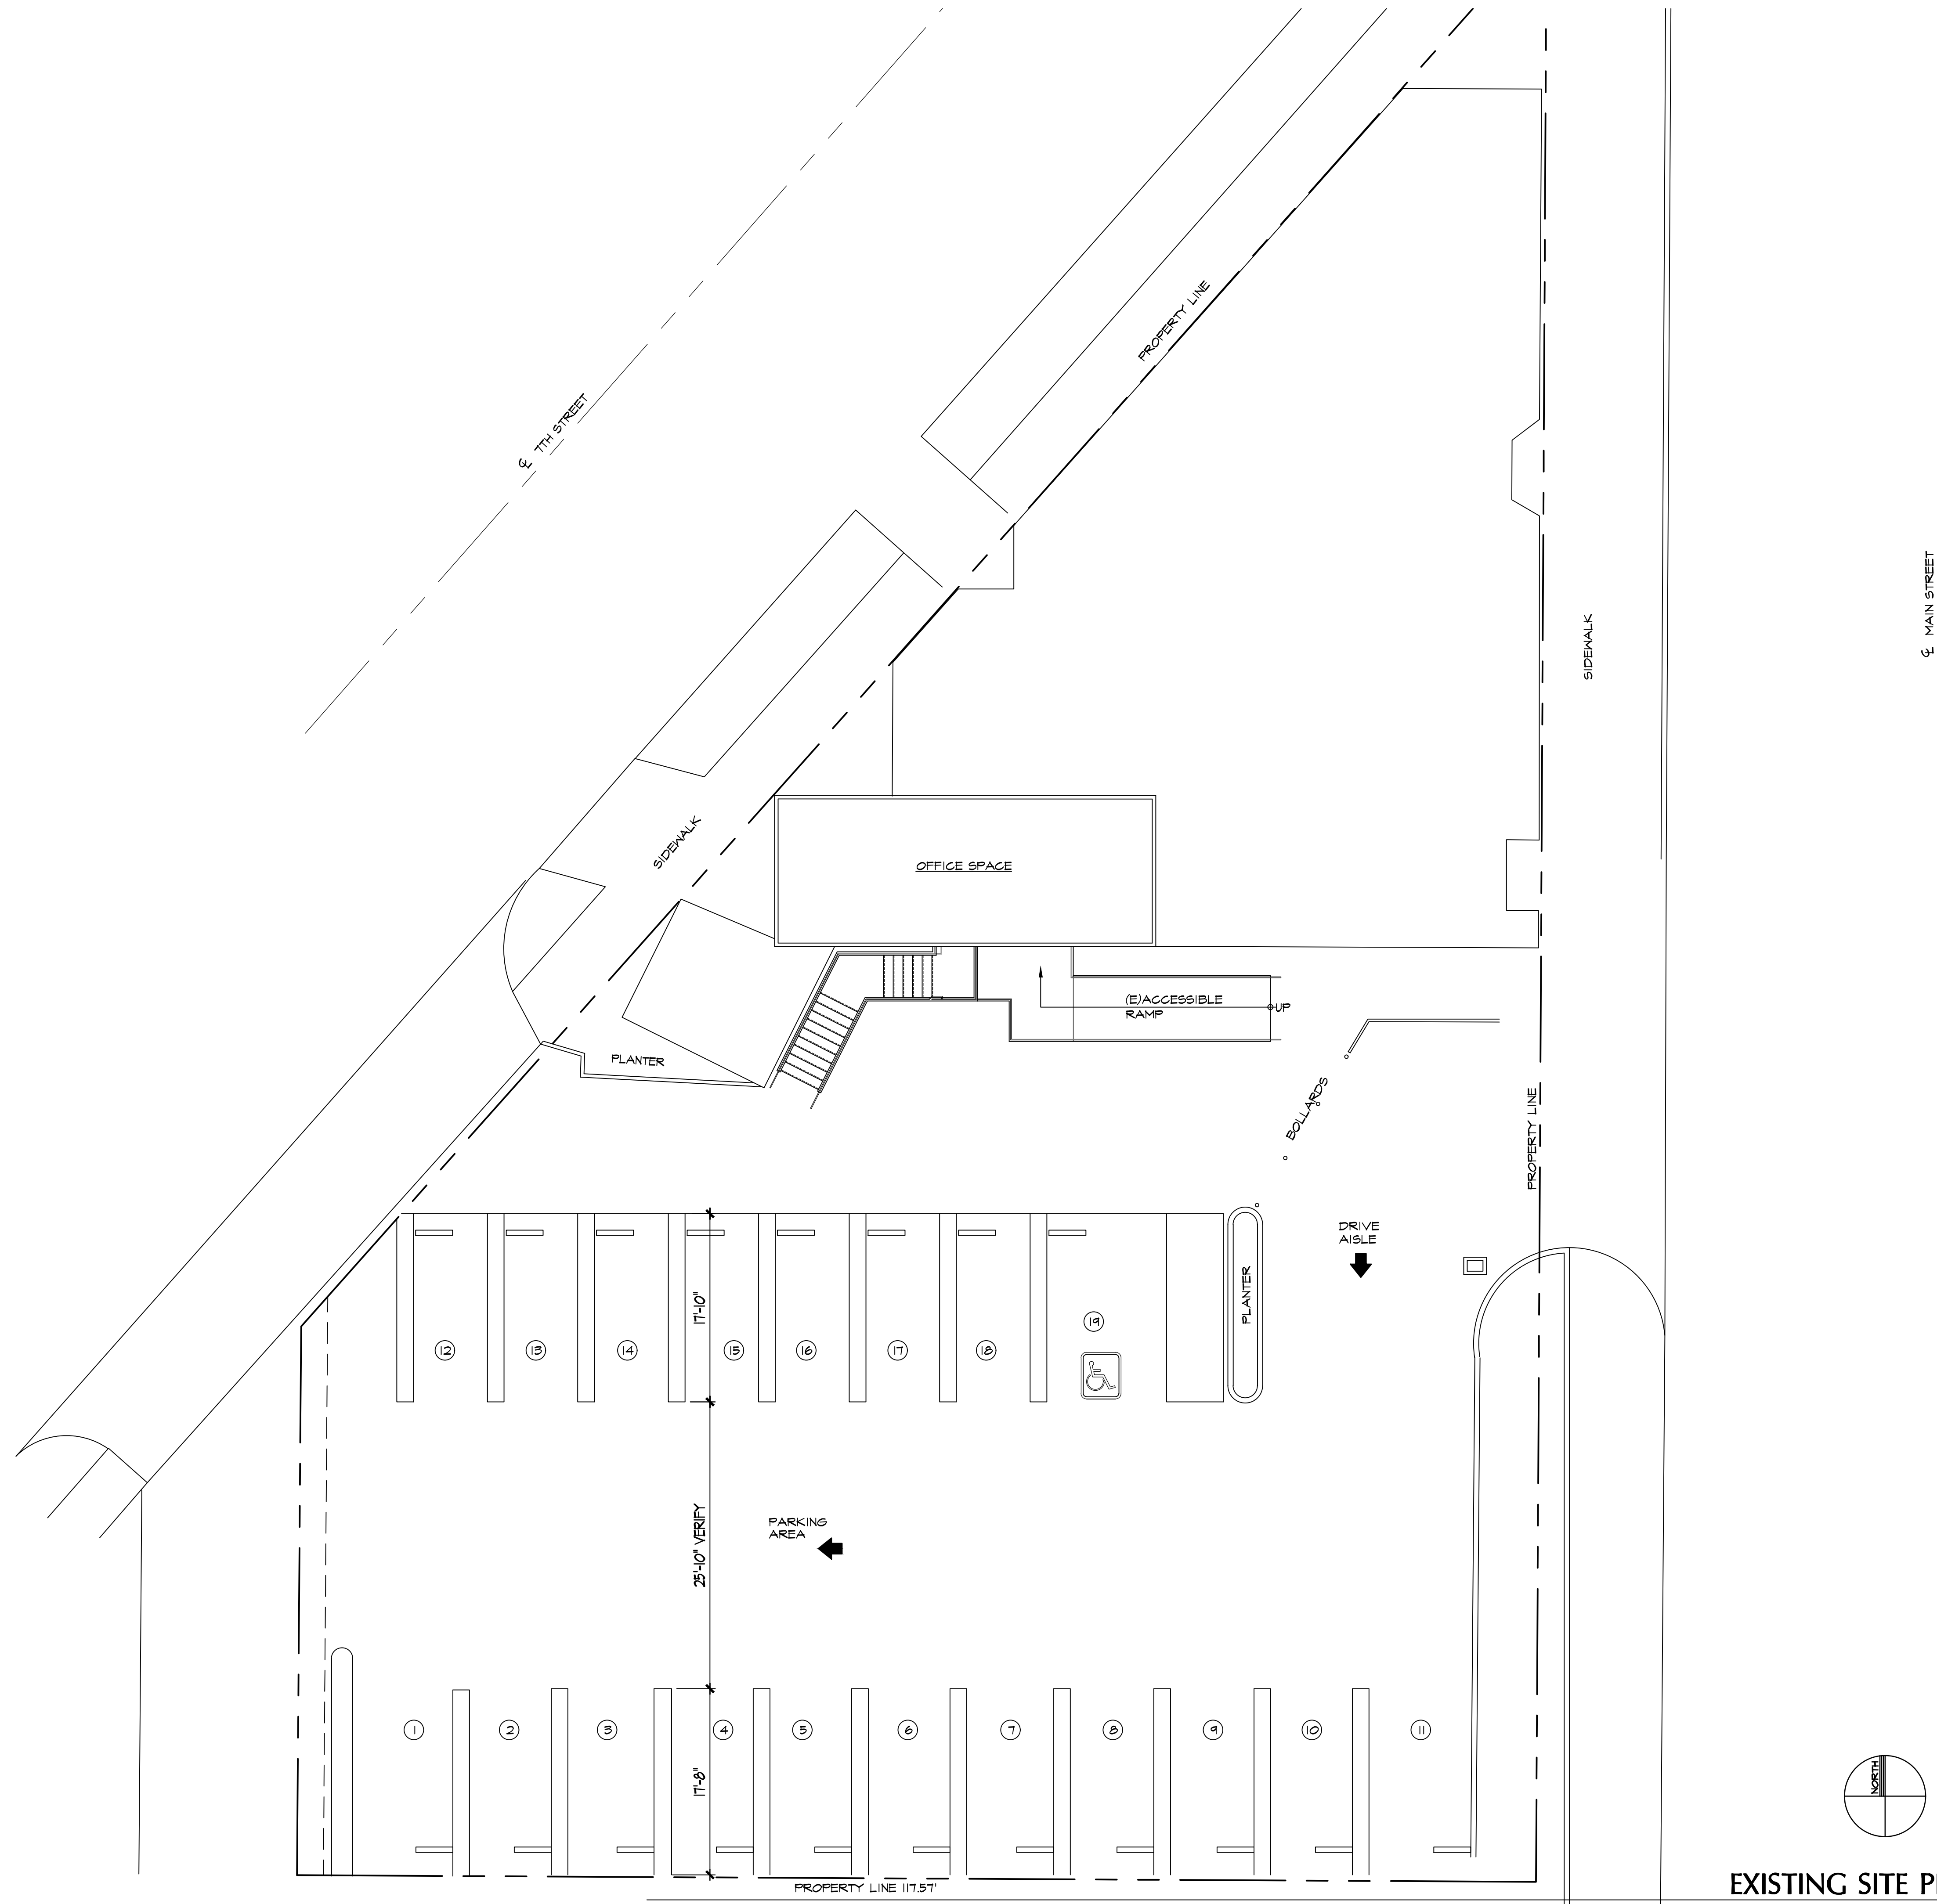 PROPERTY LINE
℄ 7TH STREET
℄ MAIN STREET
SIDEWALK
SIDEWALK
OFFICE SPACE
(E)ACCESSIBLE
RAMP
UP
PLANTER
BOLLARDS
PROPERTY LINE
DRIVE
AISLE
PLANTER
17'-10"
19
12
13
14
15
16
17
18
25'-10" VERIFY
PARKING
AREA
1
2
3
4
5
6
7
8
9
10
11
17'-8"
NORTH
PROPERTY LINE 117.57'
EXISTING SITE